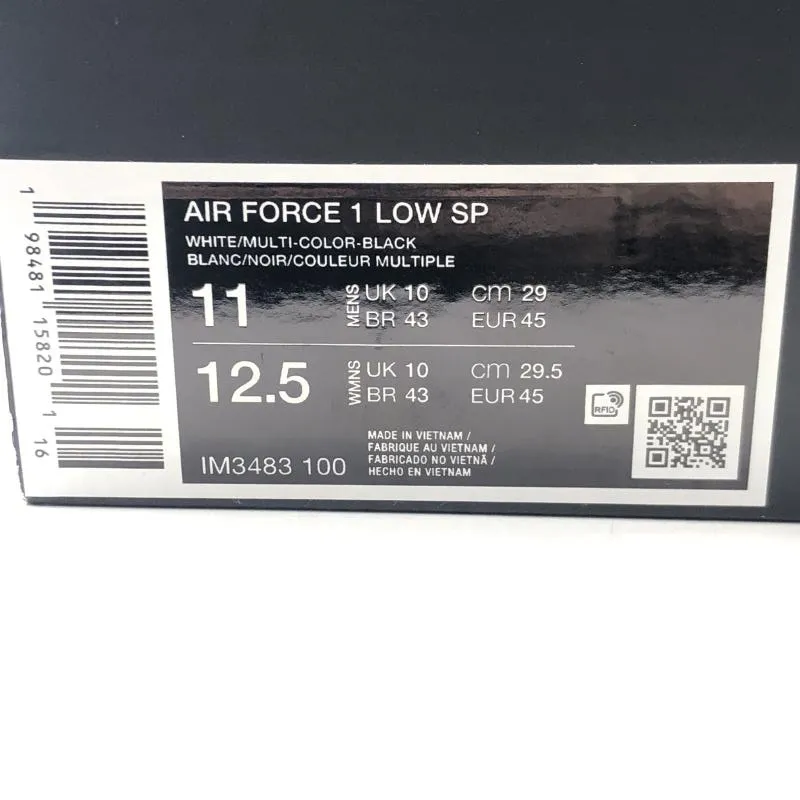 AIR FORCE 1 LOW SP
WHITE/MULTI-COLOR-BLACK
BLANC/NOIR/COULEUR MULTIPLE
11 MENS UK 10 cm 29
BR 43 EUR 45
12.5 WMNS UK 10 cm 29.5
BR 43 EUR 45
IM3483 100
MADE IN VIETNAM /
FABRIQUE AU VIETNAM /
FABRICADO NO VIETNÃ /
HECHO EN VIETNAM
RFID
1 98481 15820 1 16